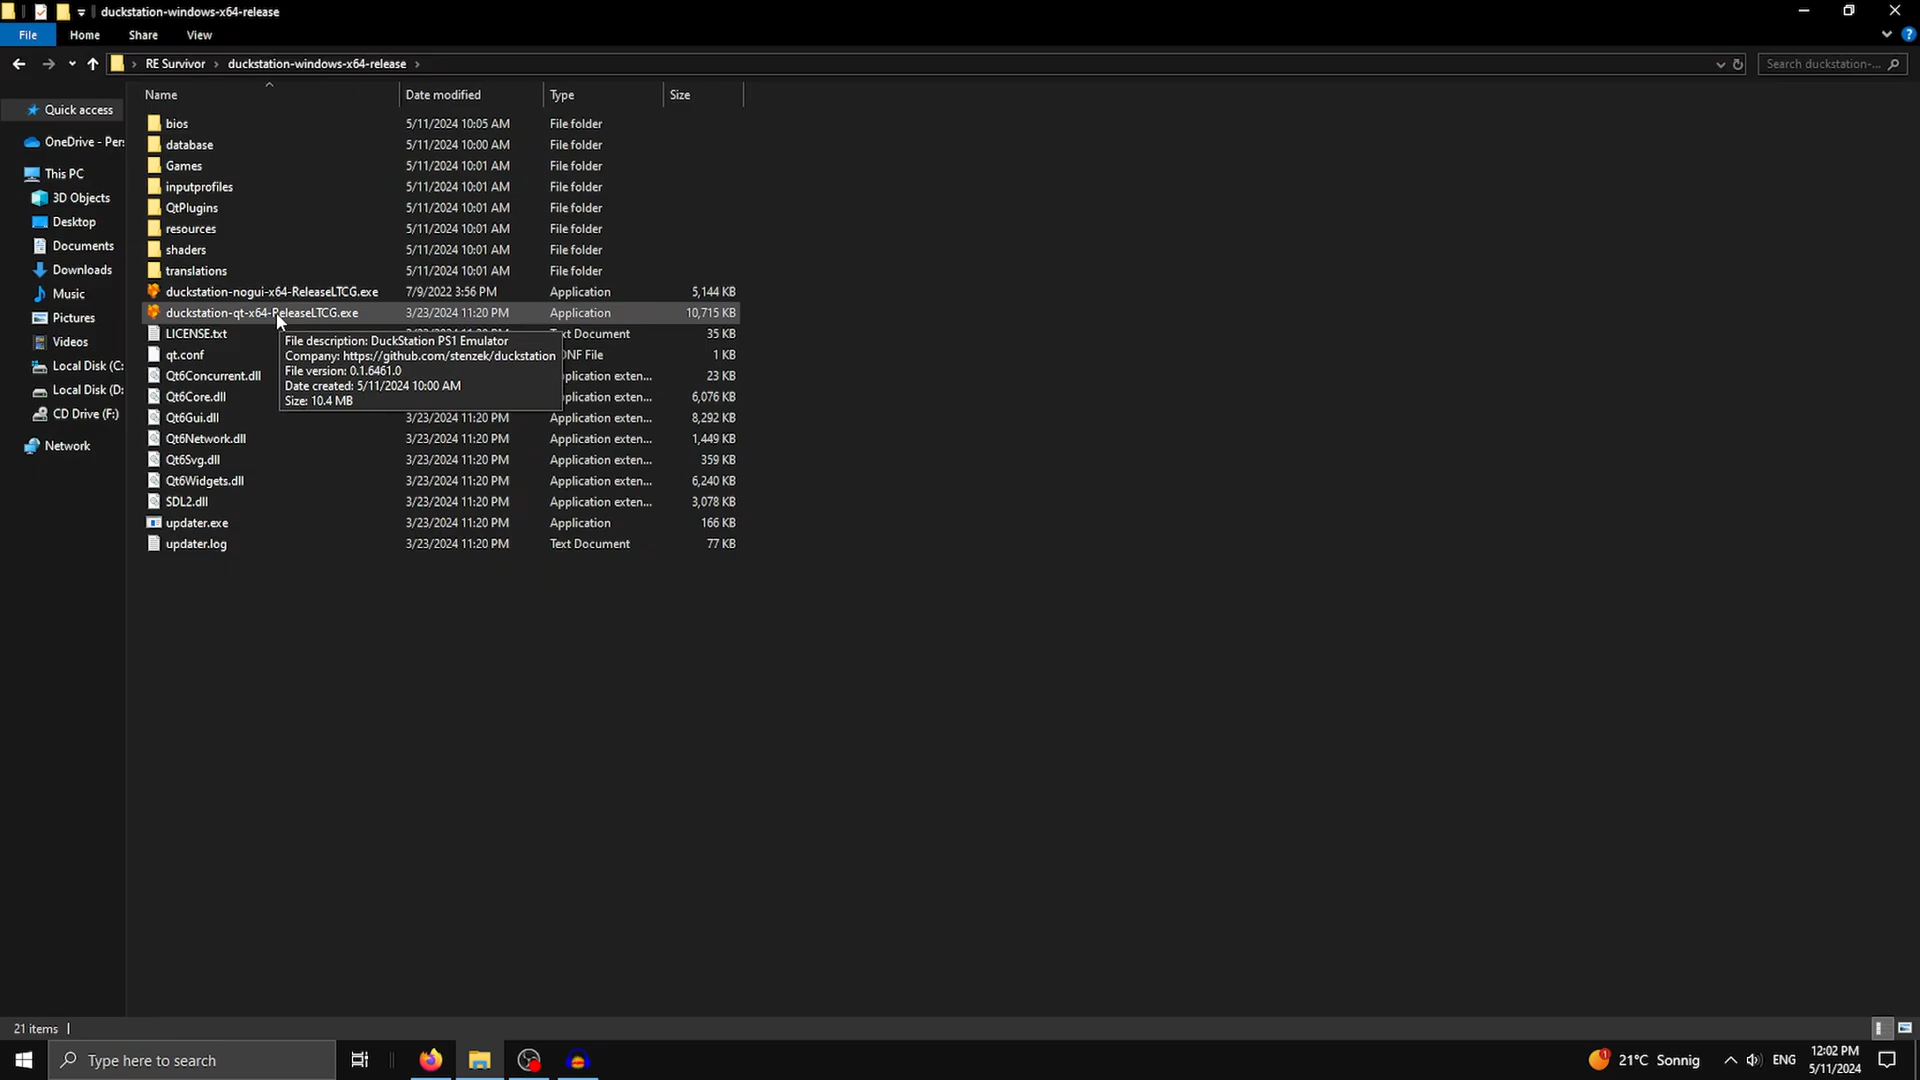 duckstation-windows-x64-release
File Home Share View
RE Survivor duckstation-windows-x64-release Search duckstation-...
Name Date modified Type Size
Quick access
OneDrive - Pers
This PC
3D Objects
Desktop
Documents
Downloads
Music
Pictures
Videos
Local Disk (C:
Local Disk (D:
CD Drive (F:)
Network
bios 5/11/2024 10:05 AM File folder
database 5/11/2024 10:00 AM File folder
Games 5/11/2024 10:01 AM File folder
inputprofiles 5/11/2024 10:01 AM File folder
QtPlugins 5/11/2024 10:01 AM File folder
resources 5/11/2024 10:01 AM File folder
shaders 5/11/2024 10:01 AM File folder
translations 5/11/2024 10:01 AM File folder
duckstation-nogui-x64-ReleaseLTCG.exe 7/9/2022 3:56 PM Application 5,144 KB
duckstation-qt-x64-ReleaseLTCG.exe 3/23/2024 11:20 PM Application 10,715 KB
LICENSE.txt xt Document 35 KB
qt.conf ONF File 1 KB
Qt6Concurrent.dll plication exten... 23 KB
Qt6Core.dll plication exten... 6,076 KB
Qt6Gui.dll 3/23/2024 11:20 PM Application exten... 8,292 KB
Qt6Network.dll 3/23/2024 11:20 PM Application exten... 1,449 KB
Qt6Svg.dll 3/23/2024 11:20 PM Application exten... 359 KB
Qt6Widgets.dll 3/23/2024 11:20 PM Application exten... 6,240 KB
SDL2.dll 3/23/2024 11:20 PM Application exten... 3,078 KB
updater.exe 3/23/2024 11:20 PM Application 166 KB
updater.log 3/23/2024 11:20 PM Text Document 77 KB
File description: DuckStation PS1 Emulator
Company: https://github.com/stenzek/duckstation
File version: 0.1.6461.0
Date created: 5/11/2024 10:00 AM
Size: 10.4 MB
21 items
Type here to search
1 21°C Sonnig ENG 12:02 PM
5/11/2024